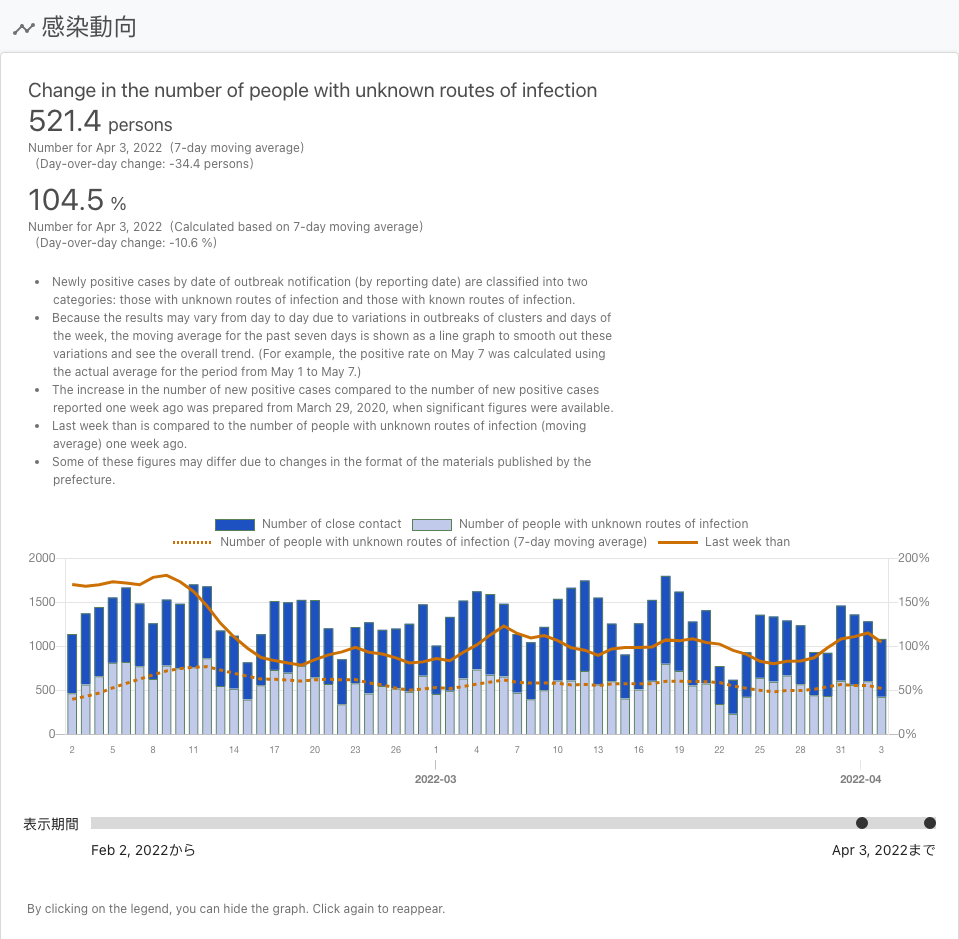 感染動向
Change in the number of people with unknown routes of infection
521.4 persons
Number for Apr 3, 2022 (7-day moving average)
(Day-over-day change: -34.4 persons)
104.5 %
Number for Apr 3, 2022 (Calculated based on 7-day moving average)
(Day-over-day change: -10.6 %)
• Newly positive cases by date of outbreak notification (by reporting date) are classified into two
categories: those with unknown routes of infection and those with known routes of infection.
• Because the results may vary from day to day due to variations in outbreaks of clusters and days of
the week, the moving average for the past seven days is shown as a line graph to smooth out these
variations and see the overall trend. (For example, the positive rate on May 7 was calculated using
the actual average for the period from May 1 to May 7.)
• The increase in the number of new positive cases compared to the number of new positive cases
reported one week ago was prepared from March 29, 2020, when significant figures were available.
• Last week than is compared to the number of people with unknown routes of infection (moving
average) one week ago.
• Some of these figures may differ due to changes in the format of the materials published by the
prefecture.
Number of close contact Number of people with unknown routes of infection
Number of people with unknown routes of infection (7-day moving average) Last week than
2000 200%
1500 150%
1000 100%
500 50%
0 0%
2 5 8 11 14 17 20 23 26 1 4 7 10 13 16 19 22 25 28 31 3
2022-03 2022-04
表示期間
Feb 2, 2022から Apr 3, 2022まで
By clicking on the legend, you can hide the graph. Click again to reappear.